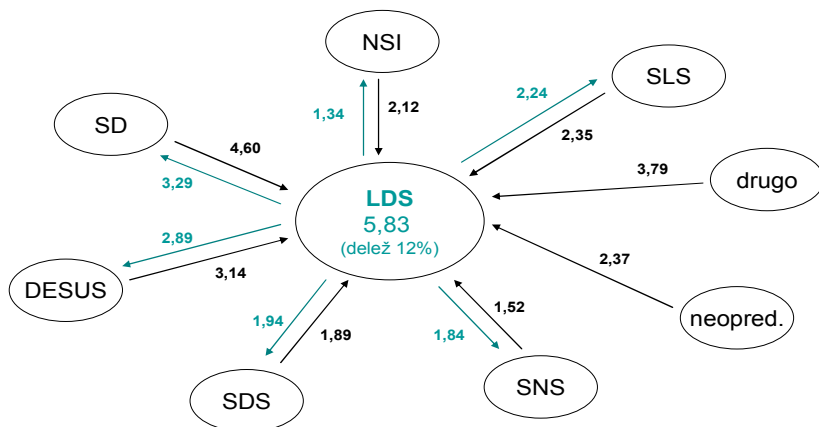 NSI
SLS
2,24
1,34
2,12
SD
2,35
4,60
3,79
drugo
3,29
LDS
5,83
(delež 12%)
2,89
2,37
3,14
DESUS
1,52
neopred.
1,94
1,84
1,89
SDS
SNS